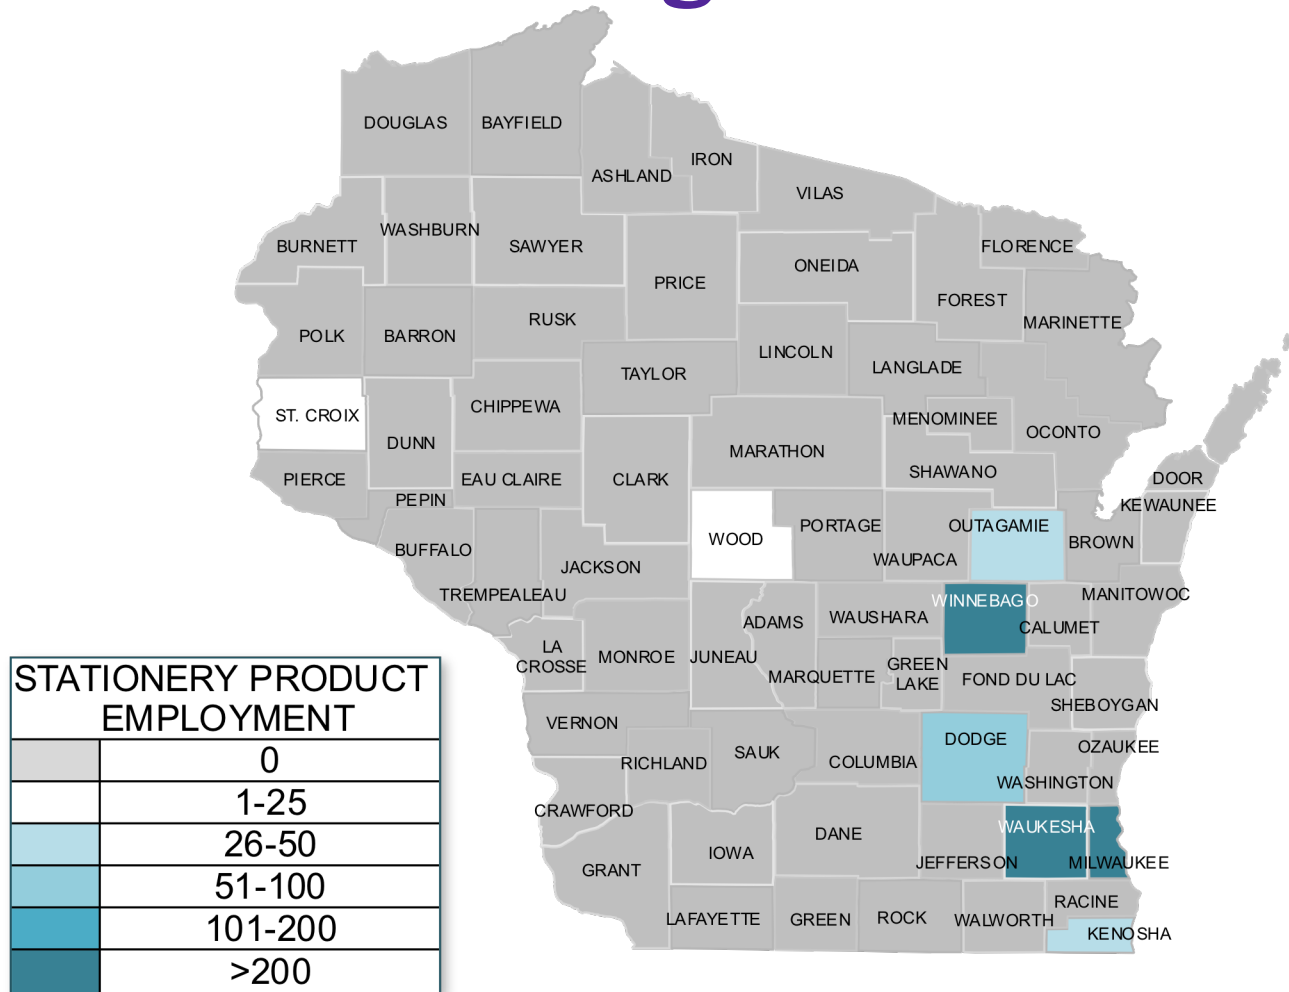 DOUGLAS
BAYFIELD
ASHLAND
IRON
VILAS
BURNETT
WASHBURN
SAWYER
PRICE
ONEIDA
FLORENCE
FOREST
MARINETTE
POLK
BARRON
RUSK
LINCOLN
LANGLADE
TAYLOR
ST. CROIX
DUNN
CHIPPEWA
MENOMINEE
OCONTO
MARATHON
SHAWANO
PIERCE
PEPIN
EAU CLAIRE
CLARK
DOOR
KEWAUNEE
BUFFALO
WOOD
PORTAGE
OUTAGAMIE
WAUPACA
BROWN
TREMPEALEAU
JACKSON
WINNEBAGO
MANITOWOC
ADAMS
WAUSHARA
CALUMET
LA
CROSSE
MONROE
JUNEAU
MARQUETTE
GREEN
LAKE
FOND DU LAC
SHEBOYGAN
VERNON
RICHLAND
SAUK
COLUMBIA
DODGE
OZAUKEE
WASHINGTON
CRAWFORD
DANE
WAUKESHA
GRANT
IOWA
JEFFERSON
MILWAUKEE
LAFAYETTE
GREEN
ROCK
WALWORTH
RACINE
KENOSHA
STATIONERY PRODUCT
EMPLOYMENT
0
1-25
26-50
51-100
101-200
>200